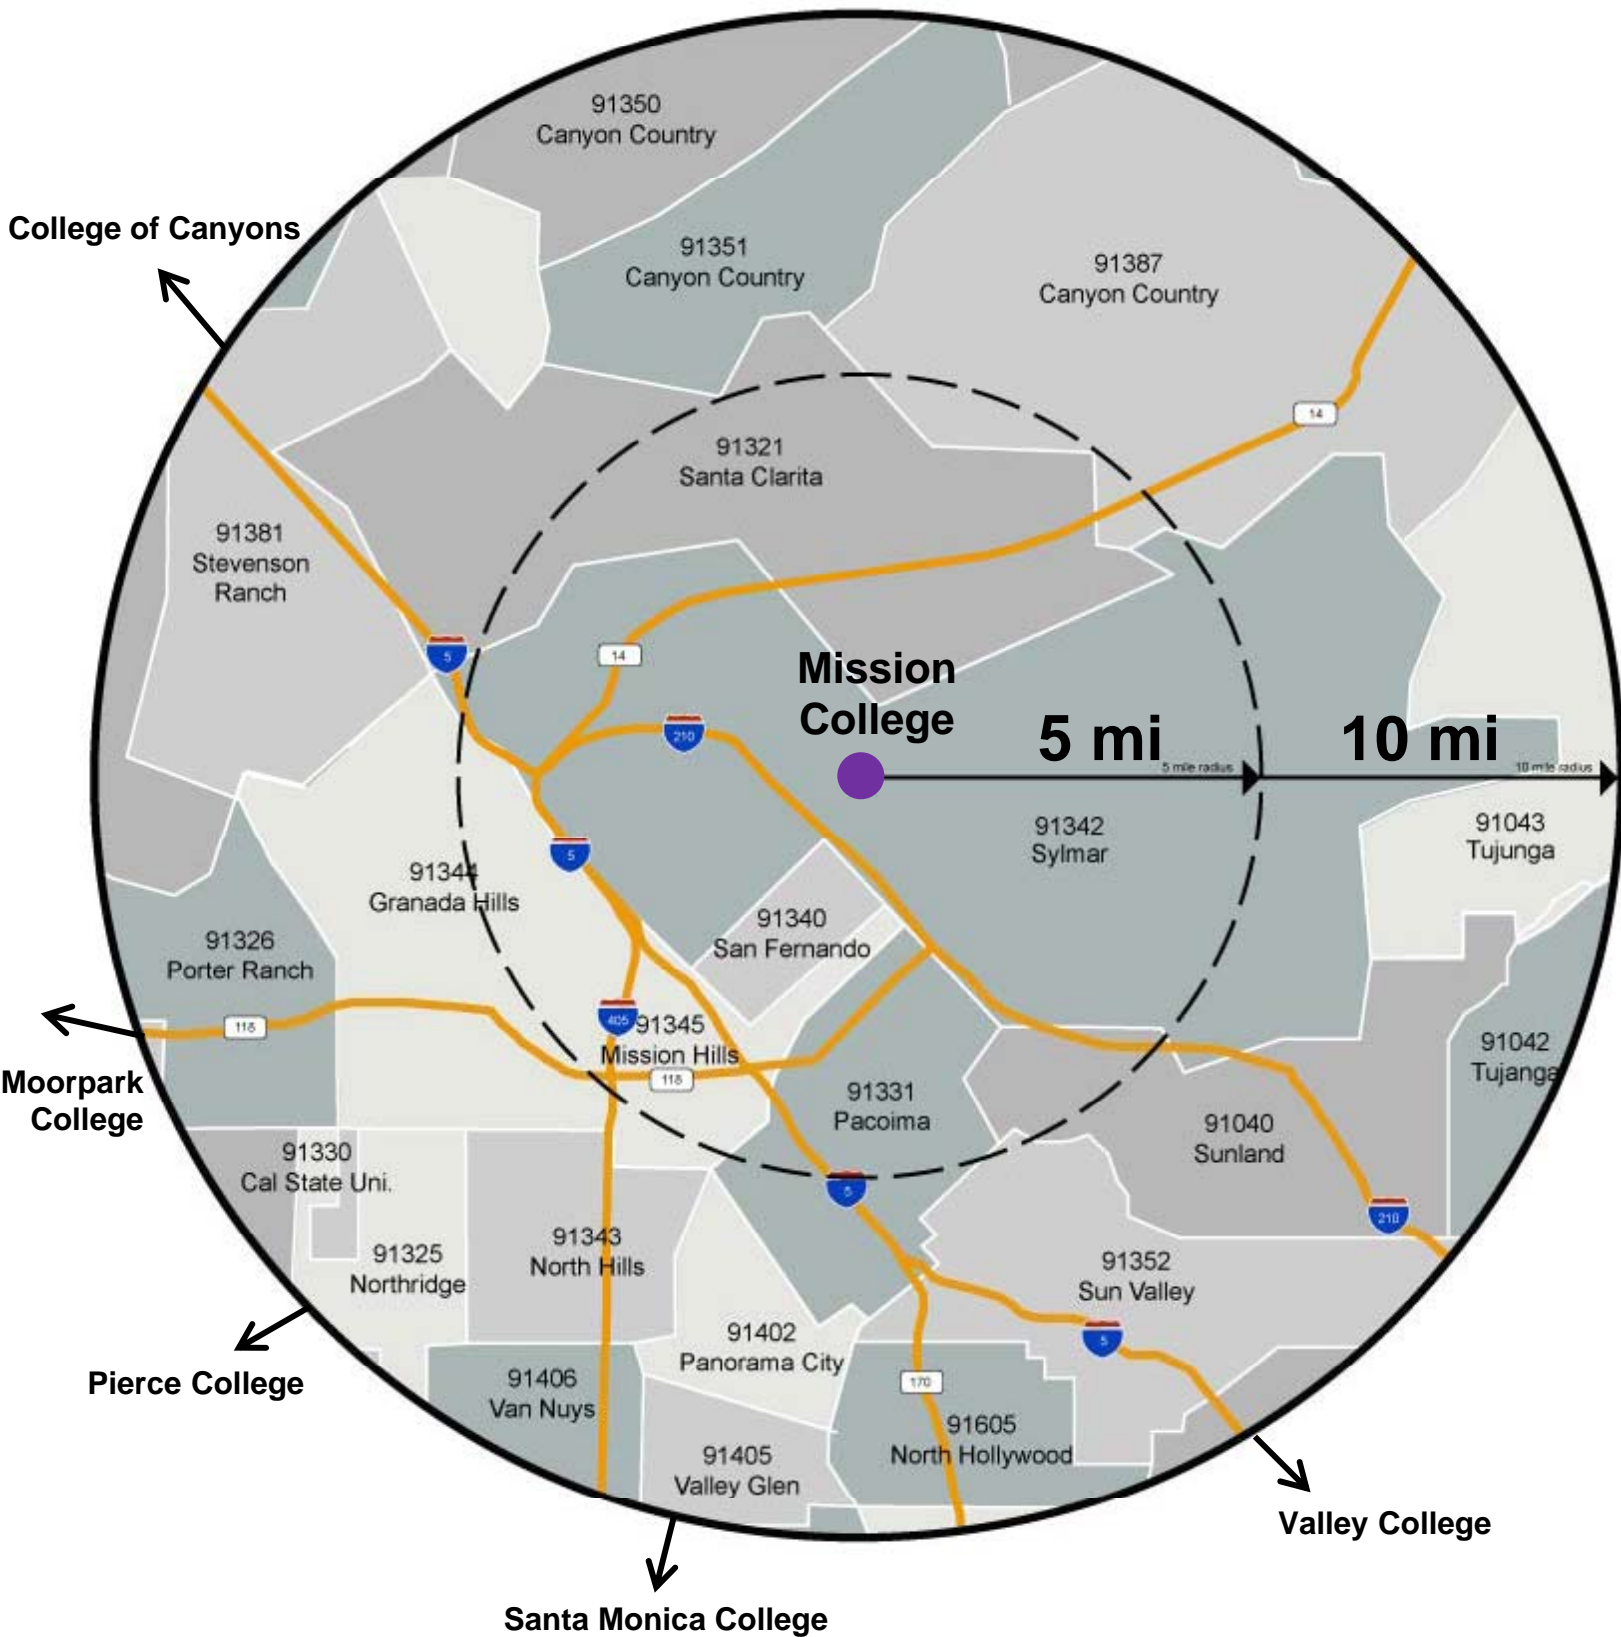 91350
Canyon Country
College of Canyons
91351
Canyon Country
91387
Canyon Country
14
91321
Santa Clarita
91381
Stevenson
Ranch
5
14
Mission
College
210
5 mi
10 mi
5 mile radius
10 mile radius
91342
Sylmar
91043
Tujunga
5
91344
Granada Hills
91340
San Fernando
91326
Porter Ranch
118
405
91345
Mission Hills
118
91042
Tujanga
Moorpark
College
91331
Pacoima
91040
Sunland
91330
Cal State Uni.
5
210
91325
Northridge
91343
North Hills
91352
Sun Valley
91402
Panorama City
5
Pierce College
91406
Van Nuys
170
91605
North Hollywood
91405
Valley Glen
Valley College
Santa Monica College